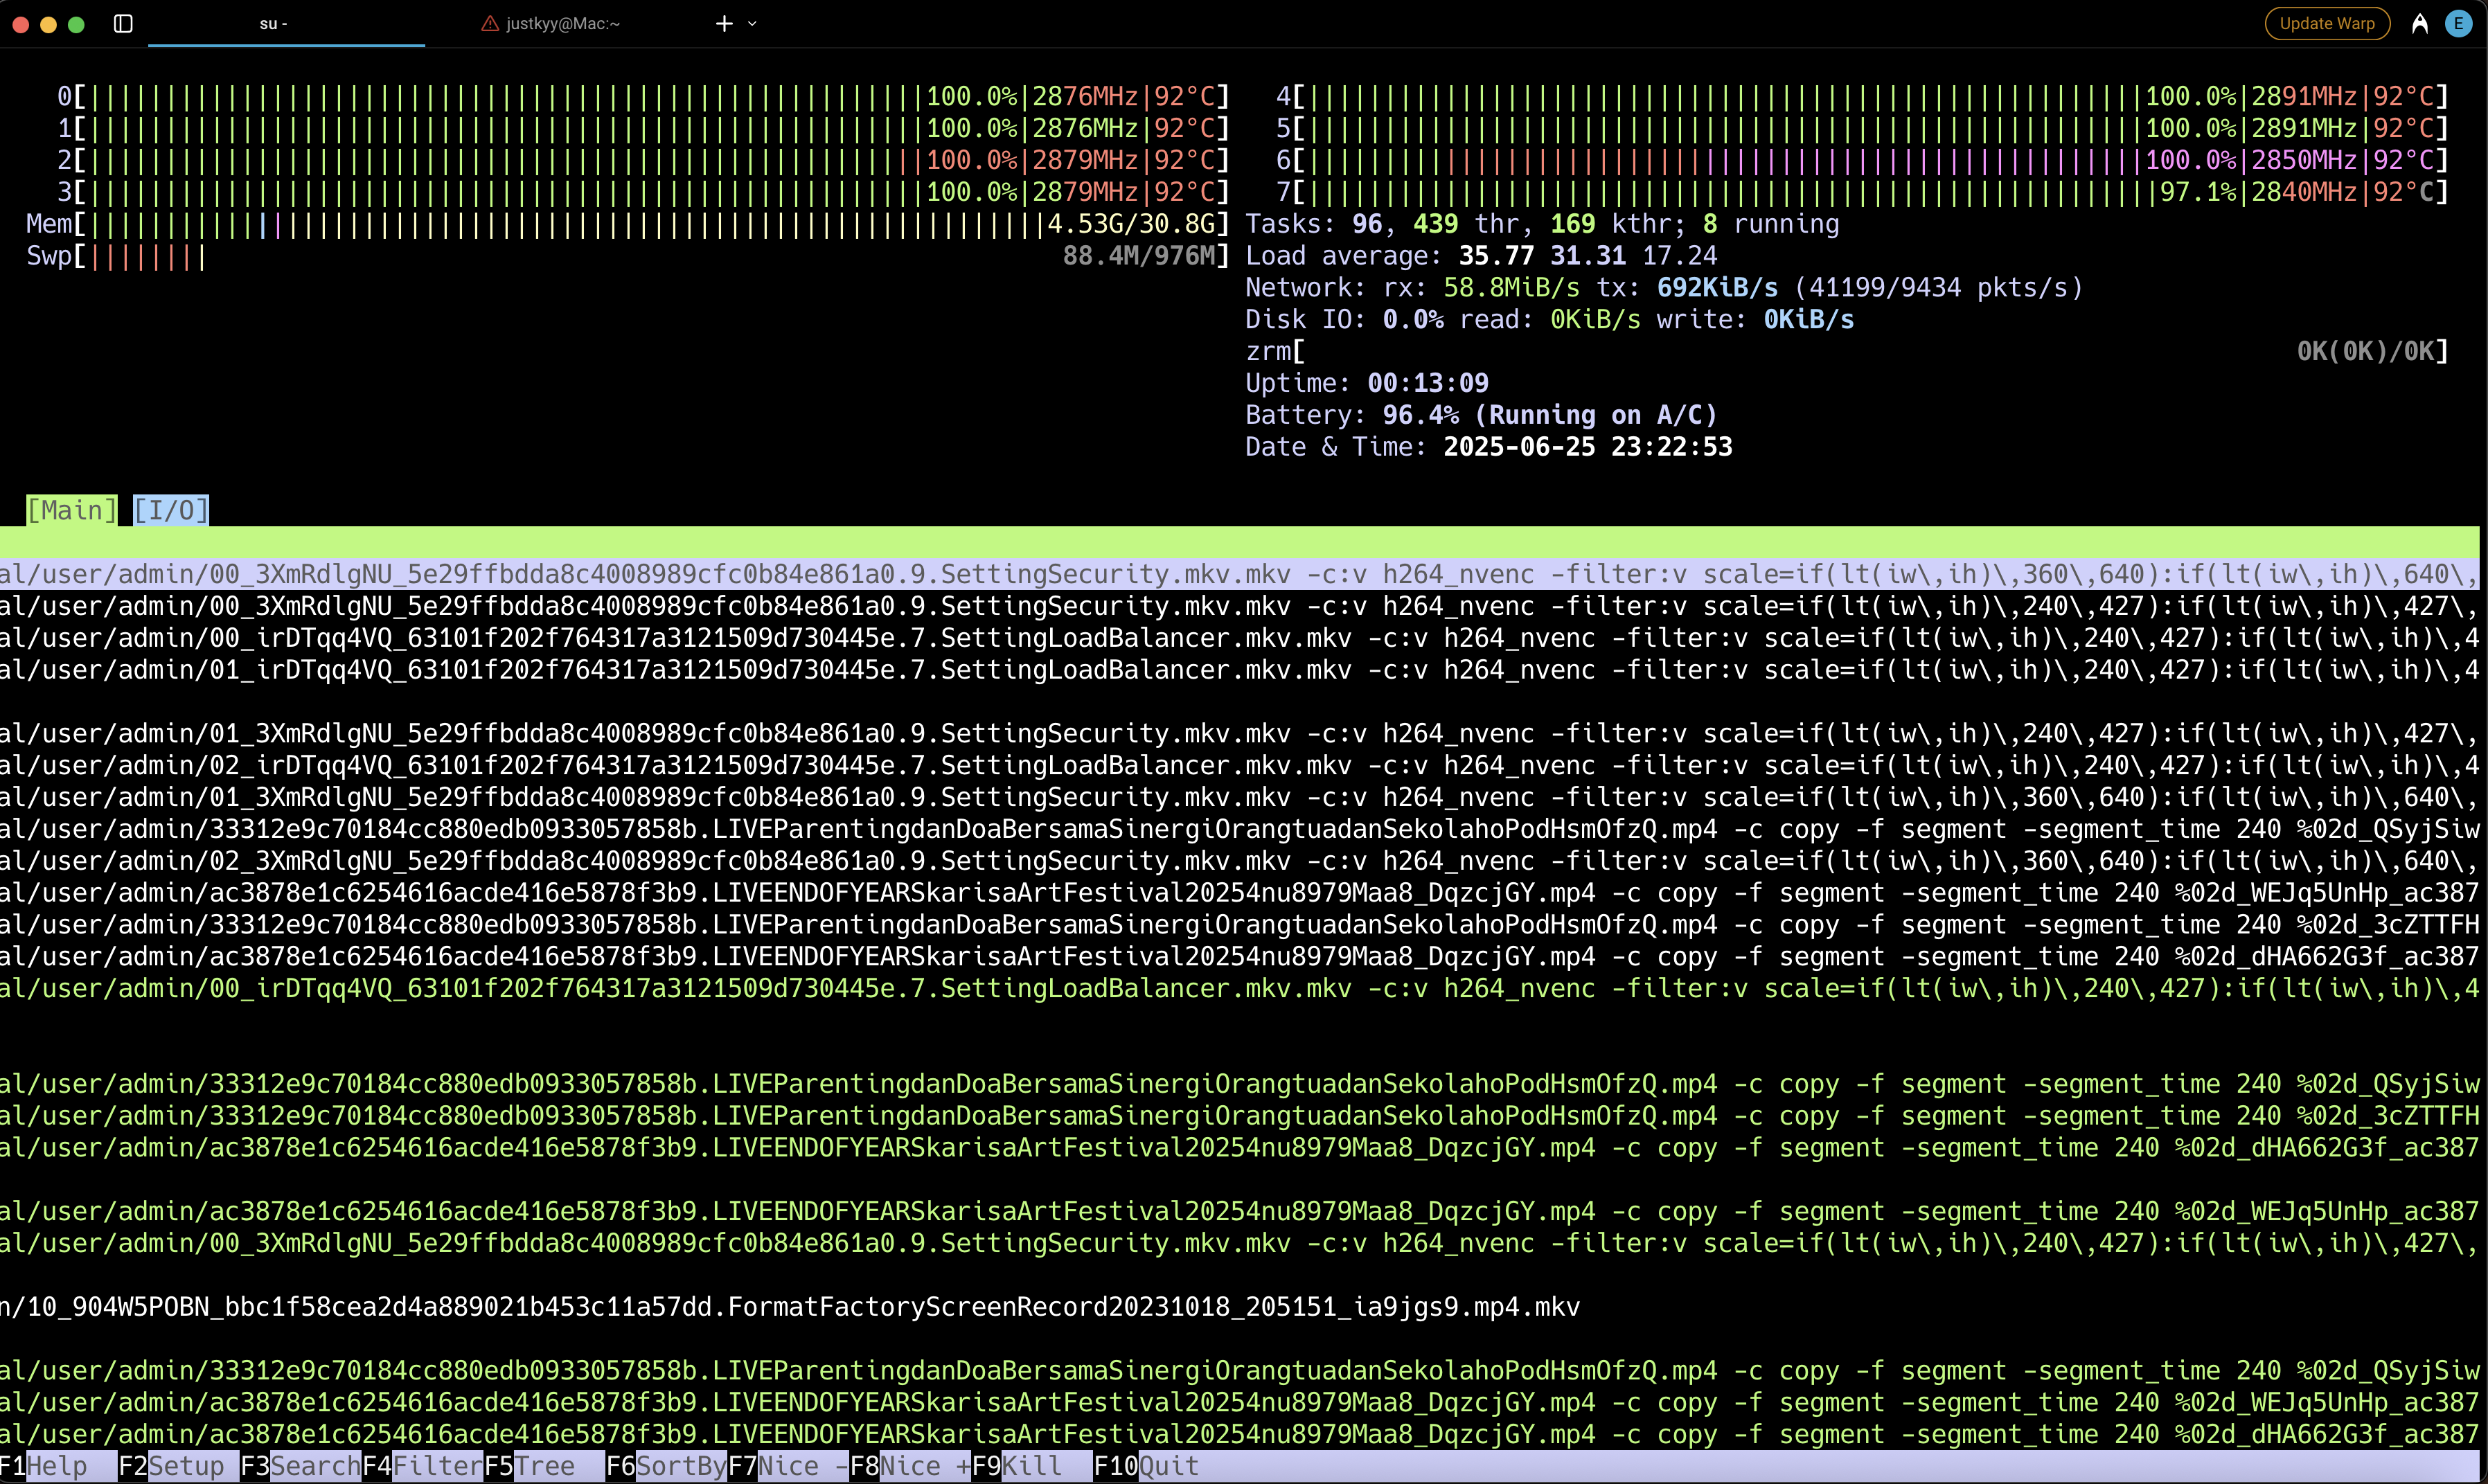 su - justkyy@Mac:~ Update Warp E
0[100.0%|2876MHz|92°C] 4[100.0%|2891MHz|92°C]
1[100.0%|2876MHz|92°C] 5[100.0%|2891MHz|92°C]
2[100.0%|2879MHz|92°C] 6[100.0%|2850MHz|92°C]
3[100.0%|2879MHz|92°C] 7[97.1%|2840MHz|92°C]
Mem[4.53G/30.8G] Tasks: 96, 439 thr, 169 kthr; 8 running
Swp[88.4M/976M] Load average: 35.77 31.31 17.24
Network: rx: 58.8MiB/s tx: 692KiB/s (41199/9434 pkts/s)
Disk IO: 0.0% read: 0KiB/s write: 0KiB/s
zrm[0K(0K)/0K]
Uptime: 00:13:09
Battery: 96.4% (Running on A/C)
Date & Time: 2025-06-25 23:22:53
[Main] [I/O]
al/user/admin/00_3XmRdlgNU_5e29ffbdda8c4008989cfc0b84e861a0.9.SettingSecurity.mkv.mkv -c:v h264_nvenc -filter:v scale=if(lt(iw\,ih)\,360\,640):if(lt(iw\,ih)\,640\,
al/user/admin/00_3XmRdlgNU_5e29ffbdda8c4008989cfc0b84e861a0.9.SettingSecurity.mkv.mkv -c:v h264_nvenc -filter:v scale=if(lt(iw\,ih)\,240\,427):if(lt(iw\,ih)\,427\,
al/user/admin/00_irDTqq4VQ_63101f202f764317a3121509d730445e.7.SettingLoadBalancer.mkv.mkv -c:v h264_nvenc -filter:v scale=if(lt(iw\,ih)\,240\,427):if(lt(iw\,ih)\,4
al/user/admin/01_irDTqq4VQ_63101f202f764317a3121509d730445e.7.SettingLoadBalancer.mkv.mkv -c:v h264_nvenc -filter:v scale=if(lt(iw\,ih)\,240\,427):if(lt(iw\,ih)\,4
al/user/admin/01_3XmRdlgNU_5e29ffbdda8c4008989cfc0b84e861a0.9.SettingSecurity.mkv.mkv -c:v h264_nvenc -filter:v scale=if(lt(iw\,ih)\,240\,427):if(lt(iw\,ih)\,427\,
al/user/admin/02_irDTqq4VQ_63101f202f764317a3121509d730445e.7.SettingLoadBalancer.mkv.mkv -c:v h264_nvenc -filter:v scale=if(lt(iw\,ih)\,240\,427):if(lt(iw\,ih)\,4
al/user/admin/01_3XmRdlgNU_5e29ffbdda8c4008989cfc0b84e861a0.9.SettingSecurity.mkv.mkv -c:v h264_nvenc -filter:v scale=if(lt(iw\,ih)\,360\,640):if(lt(iw\,ih)\,640\,
al/user/admin/33312e9c70184cc880edb0933057858b.LIVEParentingdanDoaBersamaSinergiOrangtuadanSekolahoPodHsmOfzQ.mp4 -c copy -f segment -segment_time 240 %02d_QSyjSiw
al/user/admin/02_3XmRdlgNU_5e29ffbdda8c4008989cfc0b84e861a0.9.SettingSecurity.mkv.mkv -c:v h264_nvenc -filter:v scale=if(lt(iw\,ih)\,360\,640):if(lt(iw\,ih)\,640\,
al/user/admin/ac3878e1c6254616acde416e5878f3b9.LIVEENDOFYEARSkarisaArtFestival20254nu8979Maa8_DqzcjGY.mp4 -c copy -f segment -segment_time 240 %02d_WEJq5UnHp_ac387
al/user/admin/33312e9c70184cc880edb0933057858b.LIVEParentingdanDoaBersamaSinergiOrangtuadanSekolahoPodHsmOfzQ.mp4 -c copy -f segment -segment_time 240 %02d_3cZTTFH
al/user/admin/ac3878e1c6254616acde416e5878f3b9.LIVEENDOFYEARSkarisaArtFestival20254nu8979Maa8_DqzcjGY.mp4 -c copy -f segment -segment_time 240 %02d_dHA662G3f_ac387
al/user/admin/00_irDTqq4VQ_63101f202f764317a3121509d730445e.7.SettingLoadBalancer.mkv.mkv -c:v h264_nvenc -filter:v scale=if(lt(iw\,ih)\,240\,427):if(lt(iw\,ih)\,4
al/user/admin/33312e9c70184cc880edb0933057858b.LIVEParentingdanDoaBersamaSinergiOrangtuadanSekolahoPodHsmOfzQ.mp4 -c copy -f segment -segment_time 240 %02d_QSyjSiw
al/user/admin/33312e9c70184cc880edb0933057858b.LIVEParentingdanDoaBersamaSinergiOrangtuadanSekolahoPodHsmOfzQ.mp4 -c copy -f segment -segment_time 240 %02d_3cZTTFH
al/user/admin/ac3878e1c6254616acde416e5878f3b9.LIVEENDOFYEARSkarisaArtFestival20254nu8979Maa8_DqzcjGY.mp4 -c copy -f segment -segment_time 240 %02d_dHA662G3f_ac387
al/user/admin/ac3878e1c6254616acde416e5878f3b9.LIVEENDOFYEARSkarisaArtFestival20254nu8979Maa8_DqzcjGY.mp4 -c copy -f segment -segment_time 240 %02d_WEJq5UnHp_ac387
al/user/admin/00_3XmRdlgNU_5e29ffbdda8c4008989cfc0b84e861a0.9.SettingSecurity.mkv.mkv -c:v h264_nvenc -filter:v scale=if(lt(iw\,ih)\,240\,427):if(lt(iw\,ih)\,427\,
n/10_904W5POBN_bbc1f58cea2d4a889021b453c11a57dd.FormatFactoryScreenRecord20231018_205151_ia9jgs9.mp4.mkv
al/user/admin/33312e9c70184cc880edb0933057858b.LIVEParentingdanDoaBersamaSinergiOrangtuadanSekolahoPodHsmOfzQ.mp4 -c copy -f segment -segment_time 240 %02d_QSyjSiw
al/user/admin/ac3878e1c6254616acde416e5878f3b9.LIVEENDOFYEARSkarisaArtFestival20254nu8979Maa8_DqzcjGY.mp4 -c copy -f segment -segment_time 240 %02d_WEJq5UnHp_ac387
al/user/admin/ac3878e1c6254616acde416e5878f3b9.LIVEENDOFYEARSkarisaArtFestival20254nu8979Maa8_DqzcjGY.mp4 -c copy -f segment -segment_time 240 %02d_dHA662G3f_ac387
F1Help F2Setup F3SearchF4FilterF5Tree F6SortByF7Nice -F8Nice +F9Kill F10Quit